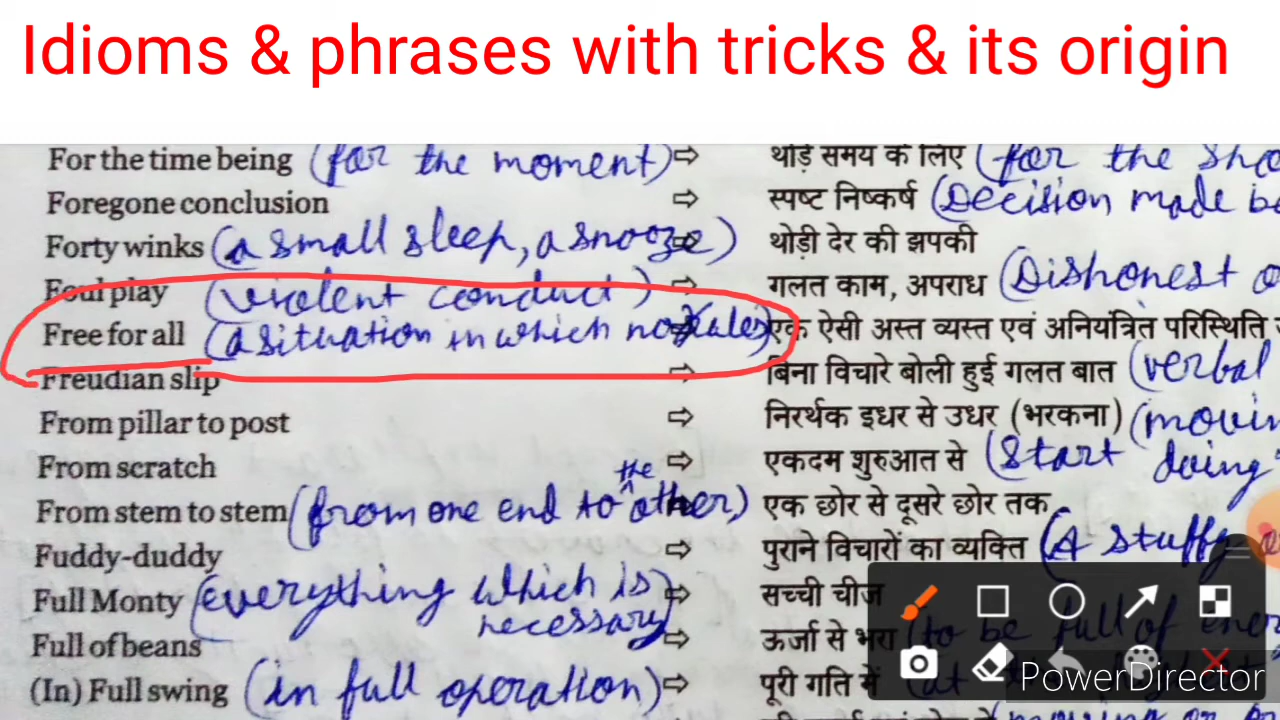 Idioms & phrases with tricks & its origin
For the time being (for the moment) ⇨ थोड़े समय के लिए (for the sho
Foregone conclusion ⇨ स्पष्ट निष्कर्ष (Decision made be
Forty winks (a small sleep, a snooze) ⇨ थोड़ी देर की झपकी
Foul play (violent conduct) ⇨ गलत काम, अपराध (Dishonest o
Free for all (a situation in which no rules) एक ऐसी अस्त व्यस्त एवं अनियंत्रित परिस्थिति
Freudian slip ⇨ बिना विचारे बोली हुई गलत बात (verbal
From pillar to post ⇨ निरर्थक इधर से उधर (भरकना) (movin
From scratch ⇨ एकदम शुरुआत से (Start doing
the
From stem to stem (from one end to other) एक छोर से दूसरे छोर तक
Fuddy-duddy ⇨ पुराने विचारों का व्यक्ति (A stuffy o
Full Monty (everything which is ⇨ सच्ची चीज
necessary)
Full of beans ⇨ ऊर्जा से भरा (to be full of ener
(In) Full swing (in full operation) ⇨ पूरी गति में
PowerDirector